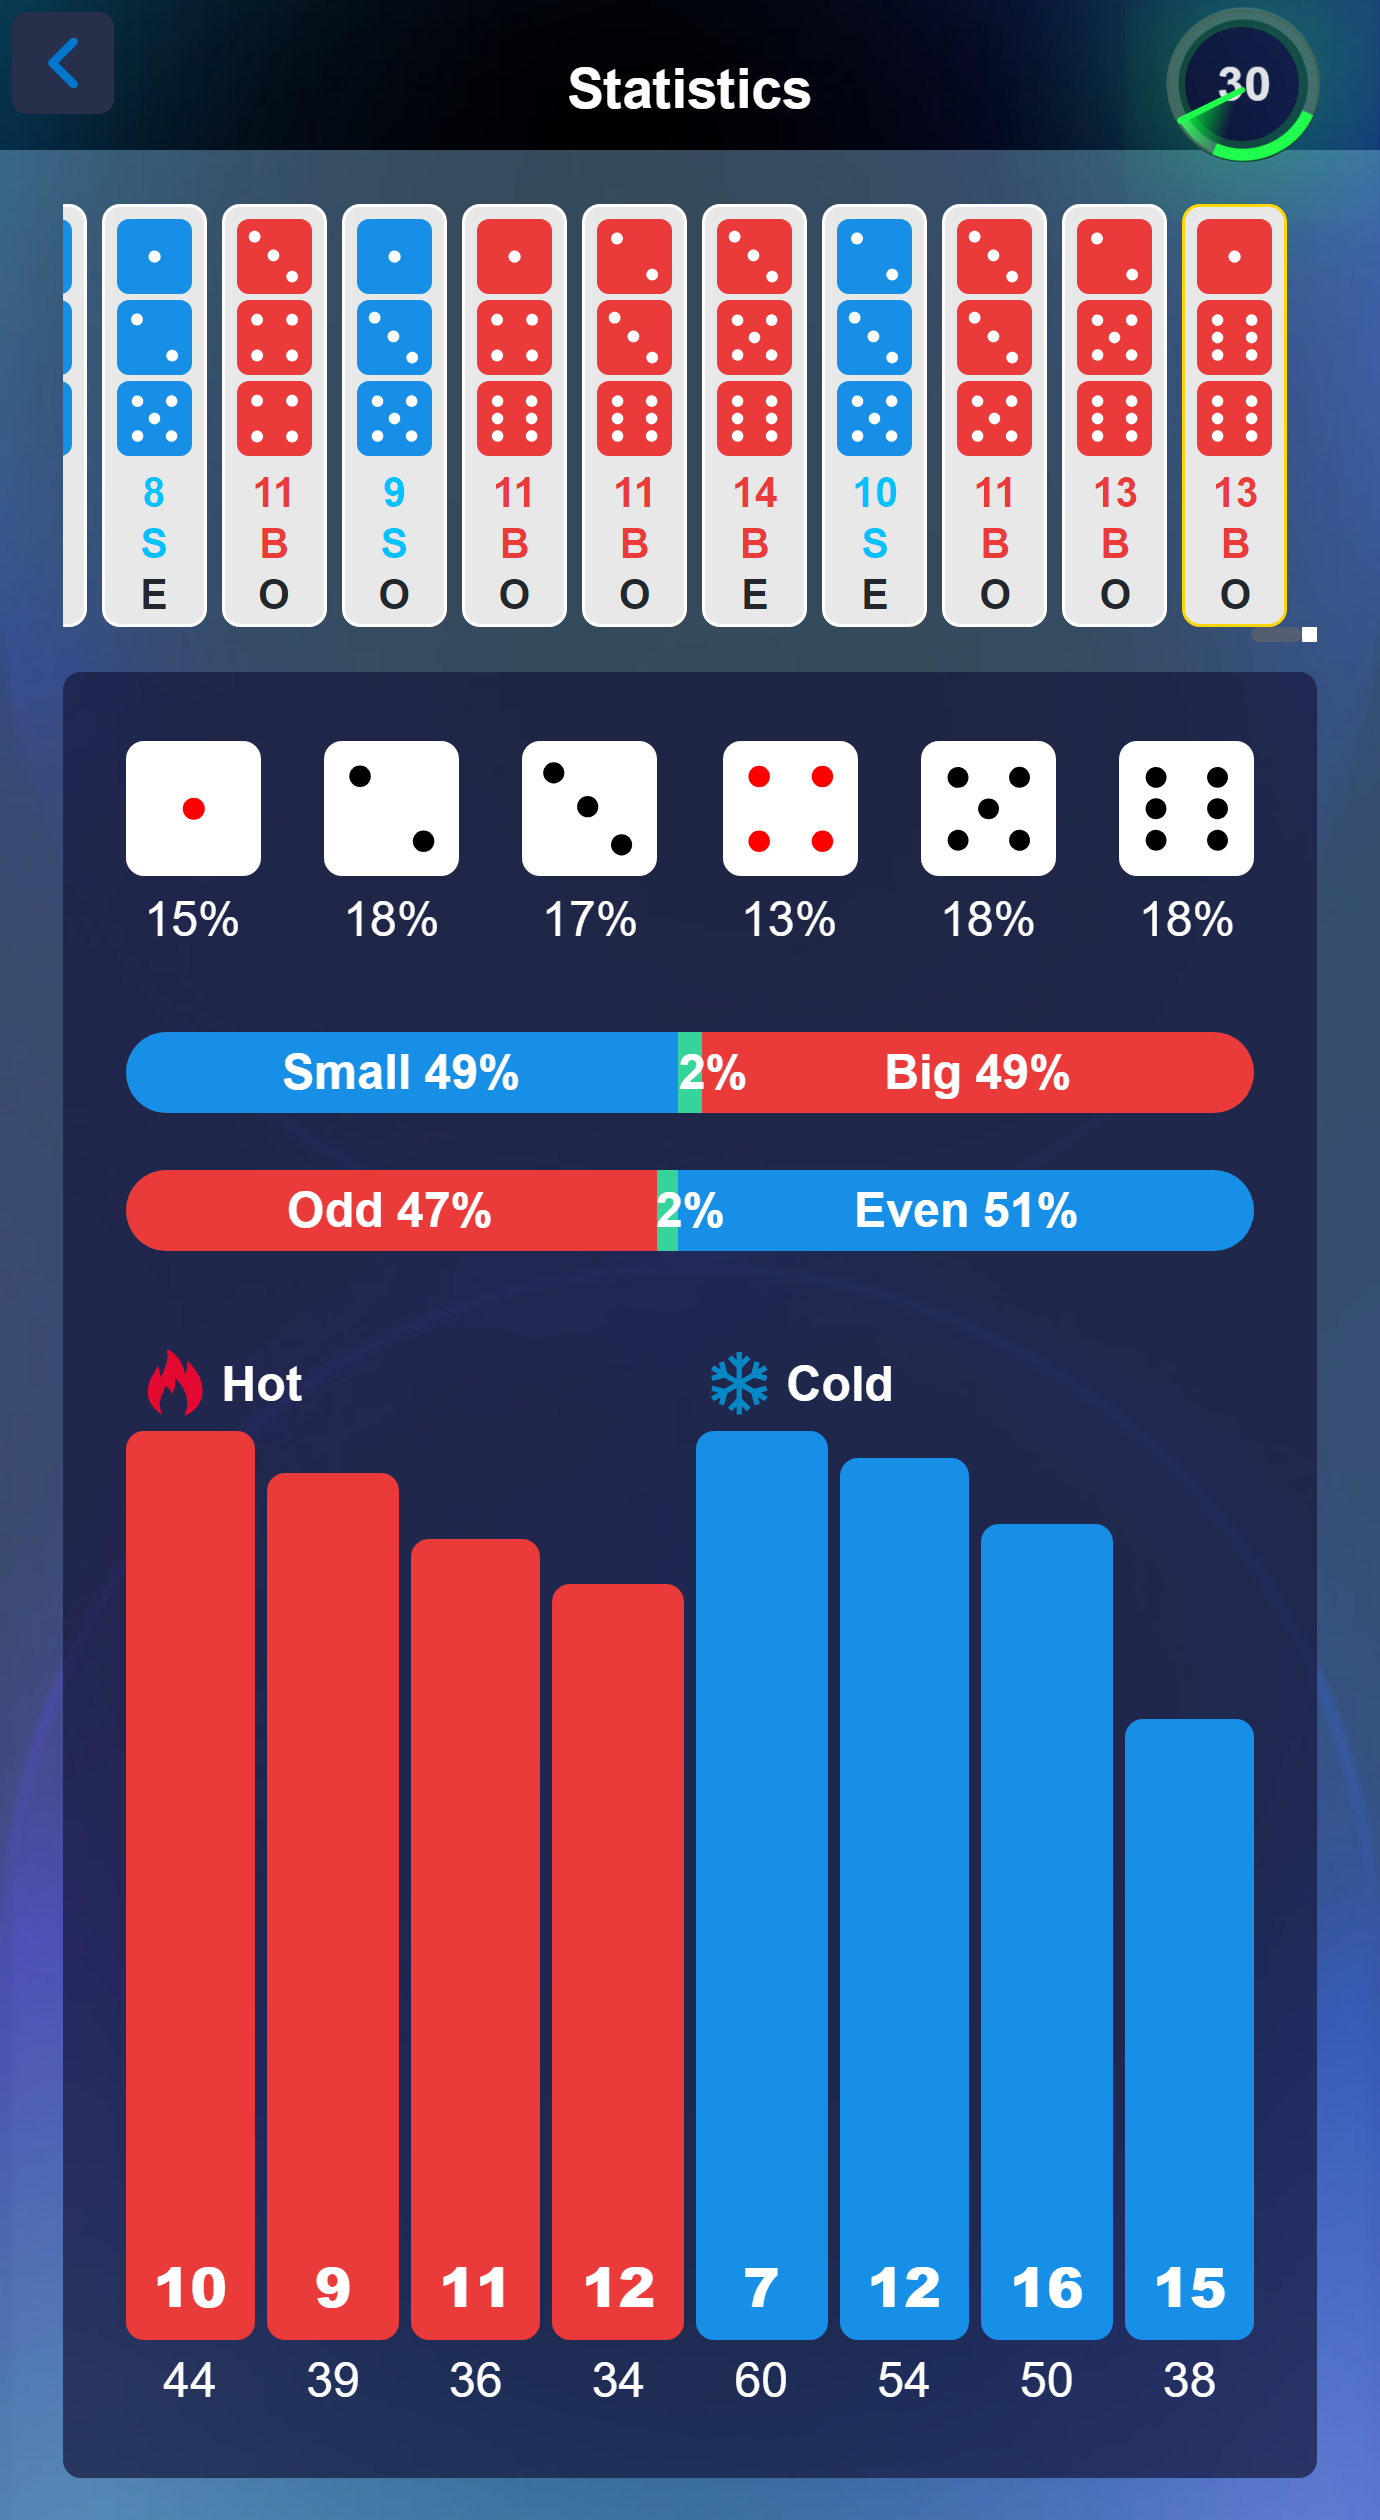 Statistics
30
8 11 9 11 11 14 10 11 13 13
S B S B B B S B B B
E O O O O E E O O O
15% 18% 17% 13% 18% 18%
Small 49% 2% Big 49%
Odd 47% 2% Even 51%
Hot Cold
10 9 11 12 7 12 16 15
44 39 36 34 60 54 50 38